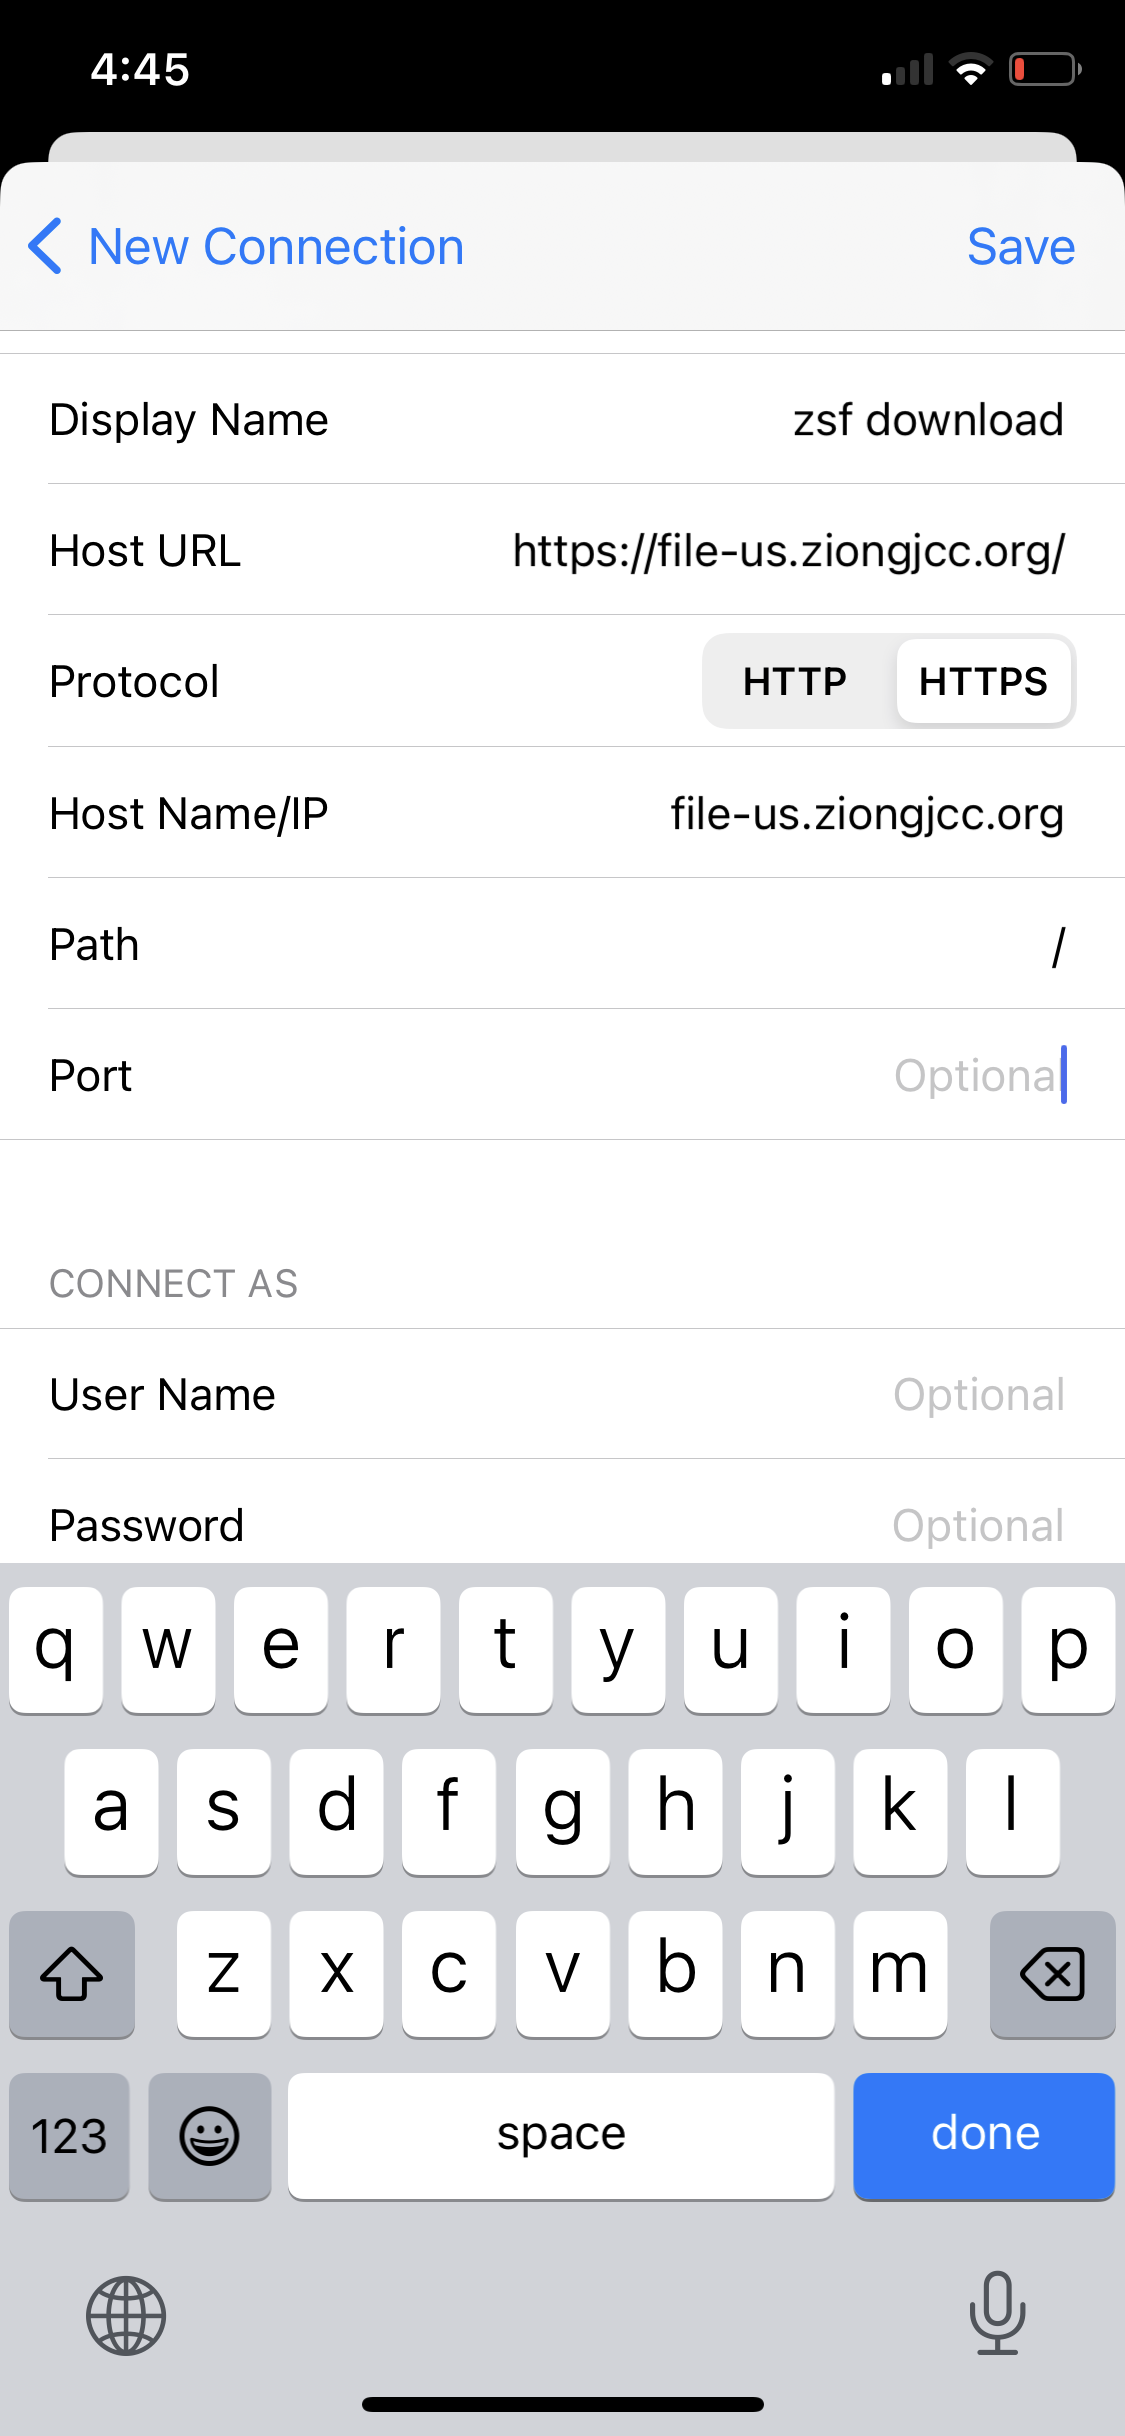 4:45
New Connection
Save
Display Name
zsf download
Host URL
https://file-us.ziongjcc.org/
Protocol
HTTP
HTTPS
Host Name/IP
file-us.ziongjcc.org
Path
/
Port
Optional
CONNECT AS
User Name
Optional
Password
Optional
q w e r t y u i o p
a s d f g h j k l
z x c v b n m
123
space
done